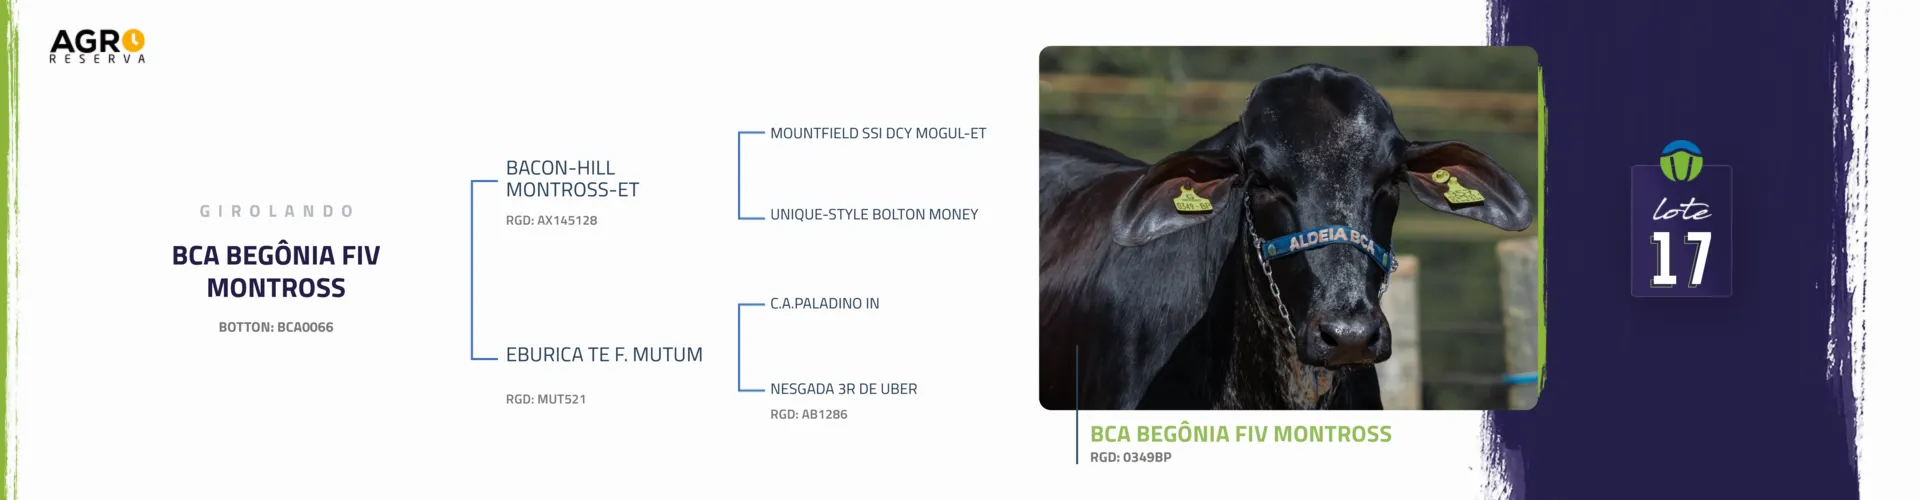 AGRO
RESERVA
GIROLANDO
BCA BEGÔNIA FIV
MONTROSS
BOTTON: BCA0066
BACON-HILL
MONTROSS-ET
RGD: AX145128
EBURICA TE F. MUTUM
RGD: MUT521
MOUNTFIELD SSI DCY MOGUL-ET
UNIQUE-STYLE BOLTON MONEY
C.A.PALADINO IN
NESGADA 3R DE UBER
RGD: AB1286
0349-BP
ALDEIA BCA
BCA BEGÔNIA FIV MONTROSS
RGD: 0349BP
lote
17